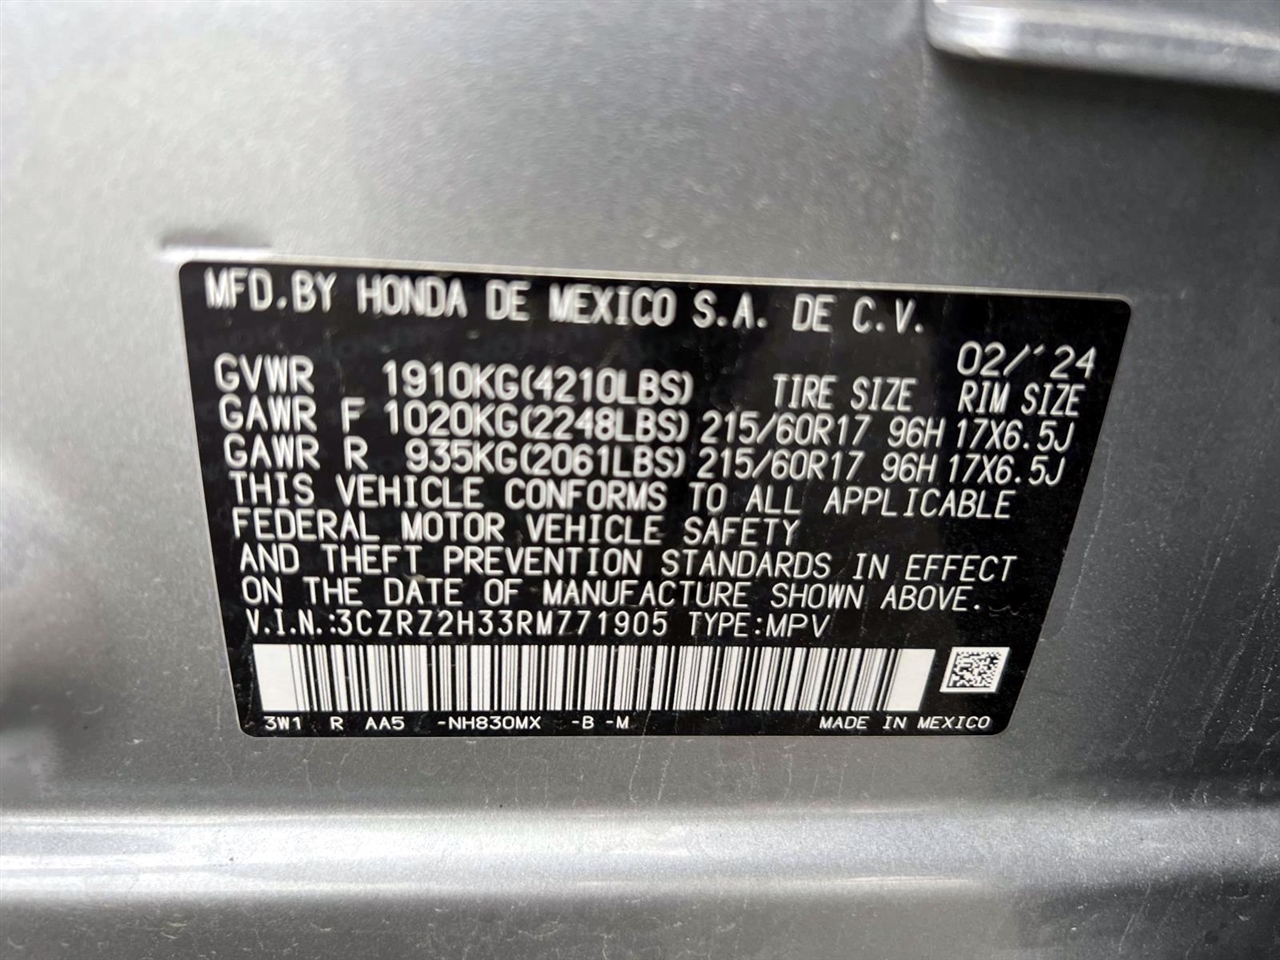 MFD.BY HONDA DE MEXICO S.A. DE C.V.
02/'24
GVWR 1910KG(4210LBS) TIRE SIZE RIM SIZE
GAWR F 1020KG(2248LBS) 215/60R17 96H 17X6.5J
GAWR R 935KG(2061LBS) 215/60R17 96H 17X6.5J
THIS VEHICLE CONFORMS TO ALL APPLICABLE
FEDERAL MOTOR VEHICLE SAFETY
AND THEFT PREVENTION STANDARDS IN EFFECT
ON THE DATE OF MANUFACTURE SHOWN ABOVE.
V.I.N.:3CZRZ2H33RM771905 TYPE:MPV
3W1 R AA5 -NH830MX -B -M MADE IN MEXICO